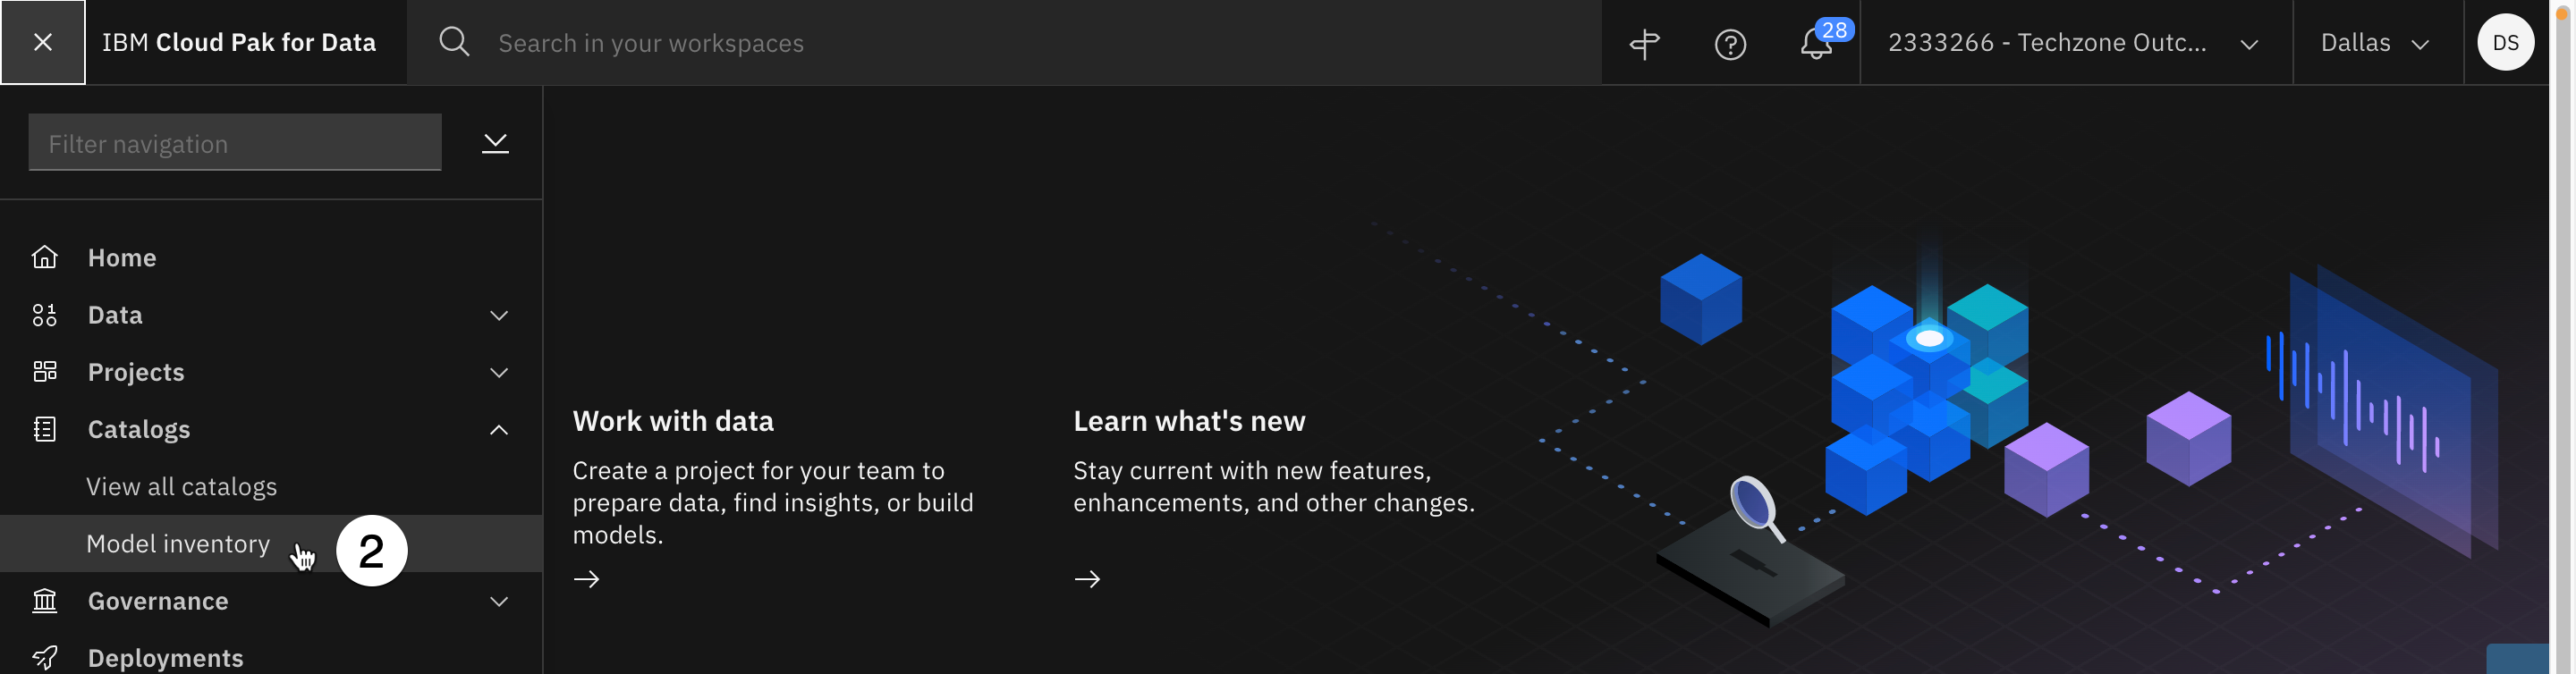 IBM Cloud Pak for Data
Search in your workspaces
28
2333266 - Techzone Outc...
Dallas
DS
Filter navigation
Home
Data
Projects
Catalogs
View all catalogs
Model inventory
2
Governance
Deployments
Work with data
Create a project for your team to
prepare data, find insights, or build
models.
Learn what's new
Stay current with new features,
enhancements, and other changes.